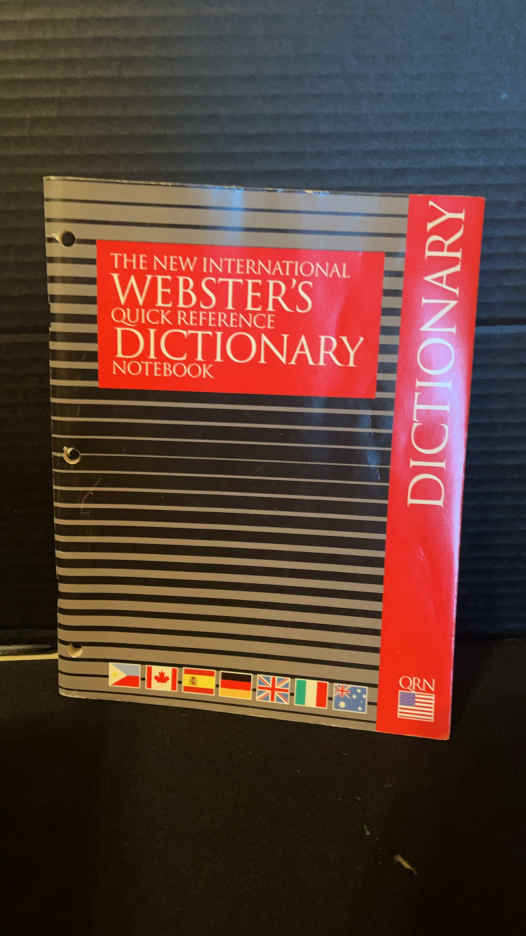 THE NEW INTERNATIONAL
WEBSTER'S
QUICK REFERENCE
DICTIONARY
NOTEBOOK
DICTIONARY
QRN